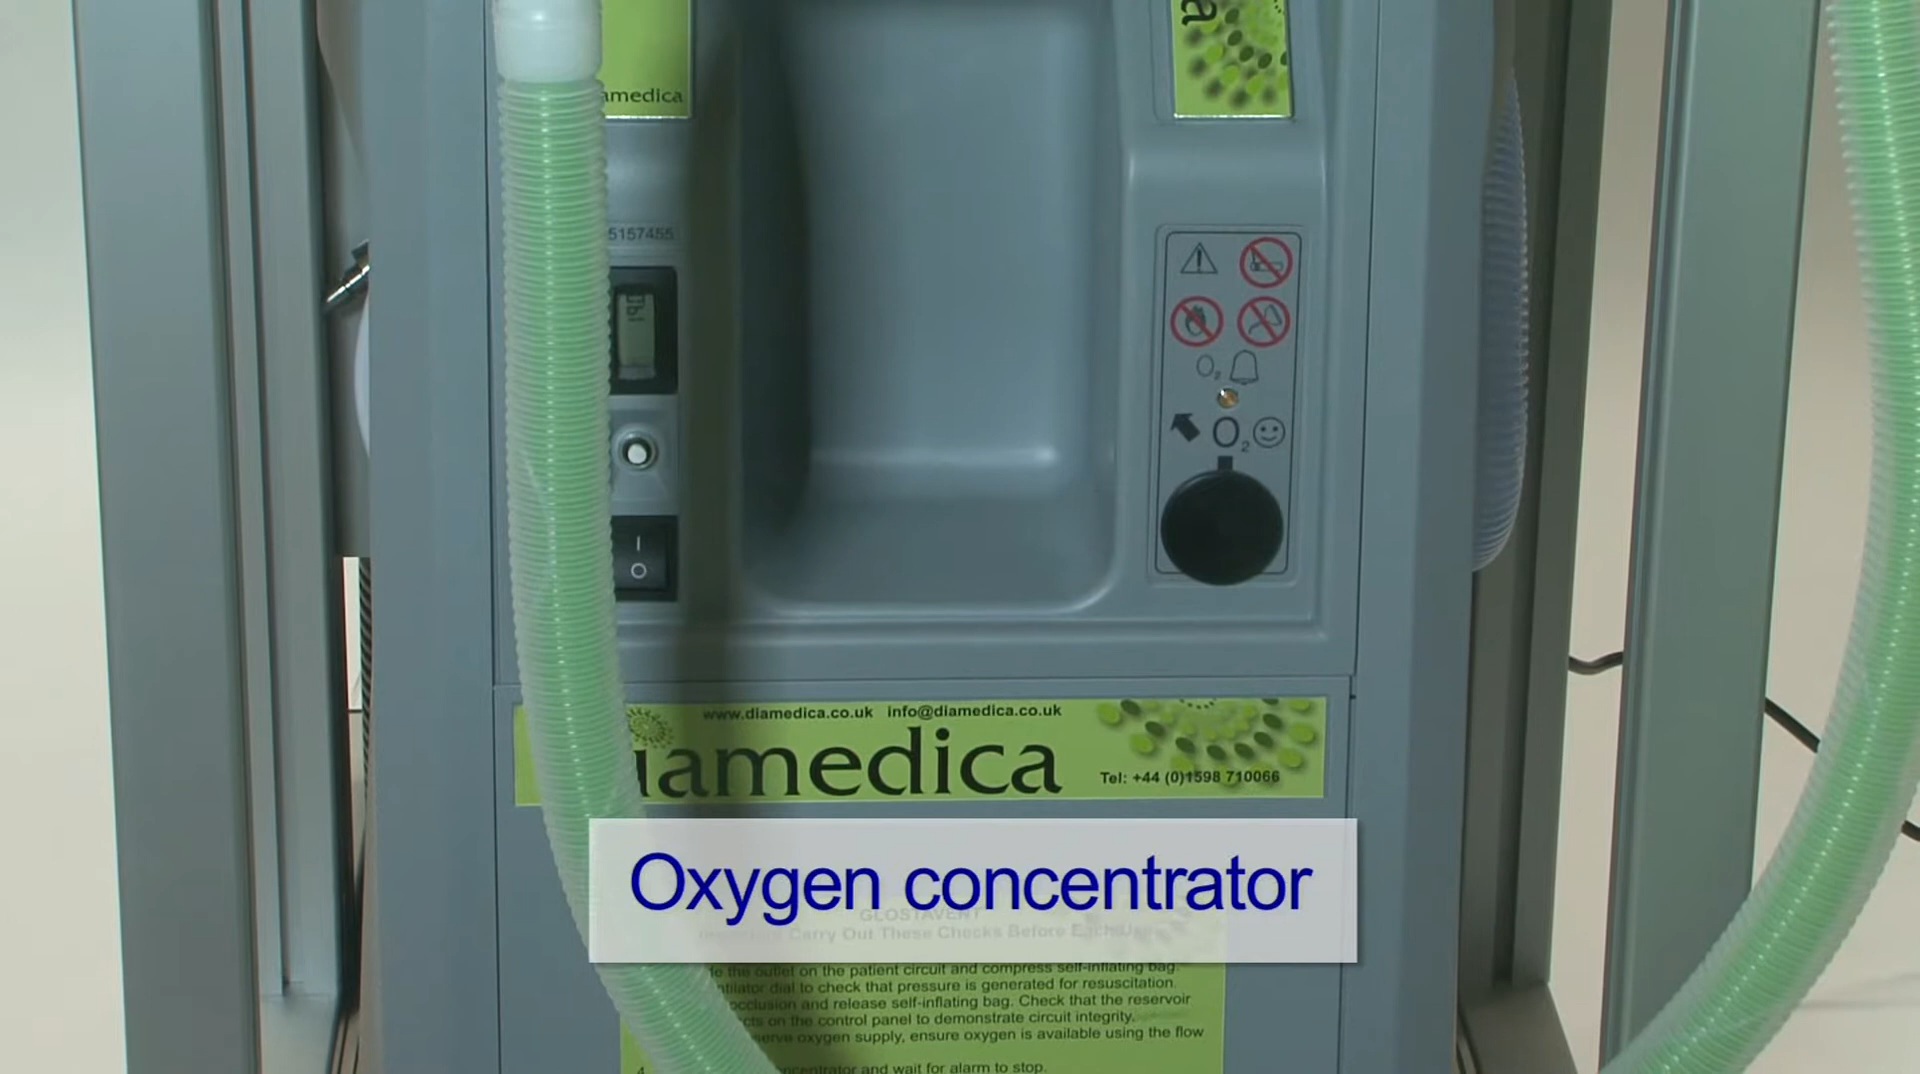 amedica
a
5157455
O₂
O₂
I
O
www.diamedica.co.uk info@diamedica.co.uk
iamedica
Tel: +44 (0)1598 710066
Oxygen concentrator
GLOSTAVENT
Carry Out These Checks Before Each
the outlet on the patient circuit and compress self-inflating bag.
dial to check that pressure is generated for resuscitation.
occlusion and release self-inflating bag. Check that the reservoir
on the control panel to demonstrate circuit integrity.
oxygen supply, ensure oxygen is available using the flow
4. and wait for alarm to stop.